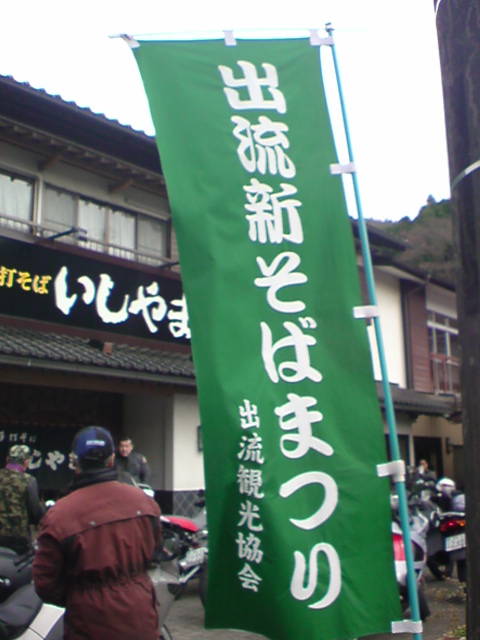 出流新そばまつり
出流観光協会
打そば
いしやま